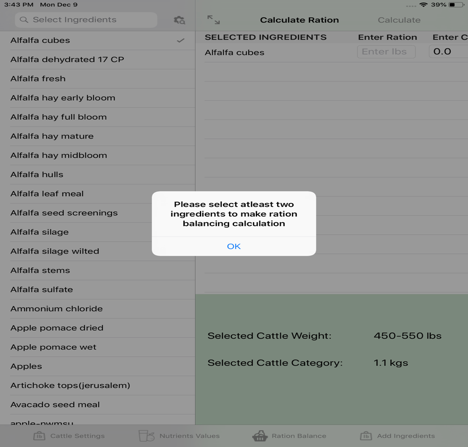 3:43 PM Mon Dec 9
39%
Select Ingredients
Calculate Ration
Calculate
Alfalfa cubes
Alfalfa dehydrated 17 CP
Alfalfa fresh
Alfalfa hay early bloom
Alfalfa hay full bloom
Alfalfa hay mature
Alfalfa hay midbloom
Alfalfa hulls
Alfalfa leaf meal
Alfalfa seed screenings
Alfalfa silage
Alfalfa silage wilted
Alfalfa stems
Alfalfa sulfate
Ammonium chloride
Apple pomace dried
Apple pomace wet
Apples
Artichoke tops(jerusalem)
Avacado seed meal
SELECTED INGREDIENTS
Enter Ration
Enter C
Alfalfa cubes
Enter lbs
0.0
Please select atleast two
ingredients to make ration
balancing calculation
OK
Selected Cattle Weight:
450-550 lbs
Selected Cattle Category:
1.1 kgs
Cattle Settings
Nutrients Values
Ration Balance
Add Ingredients